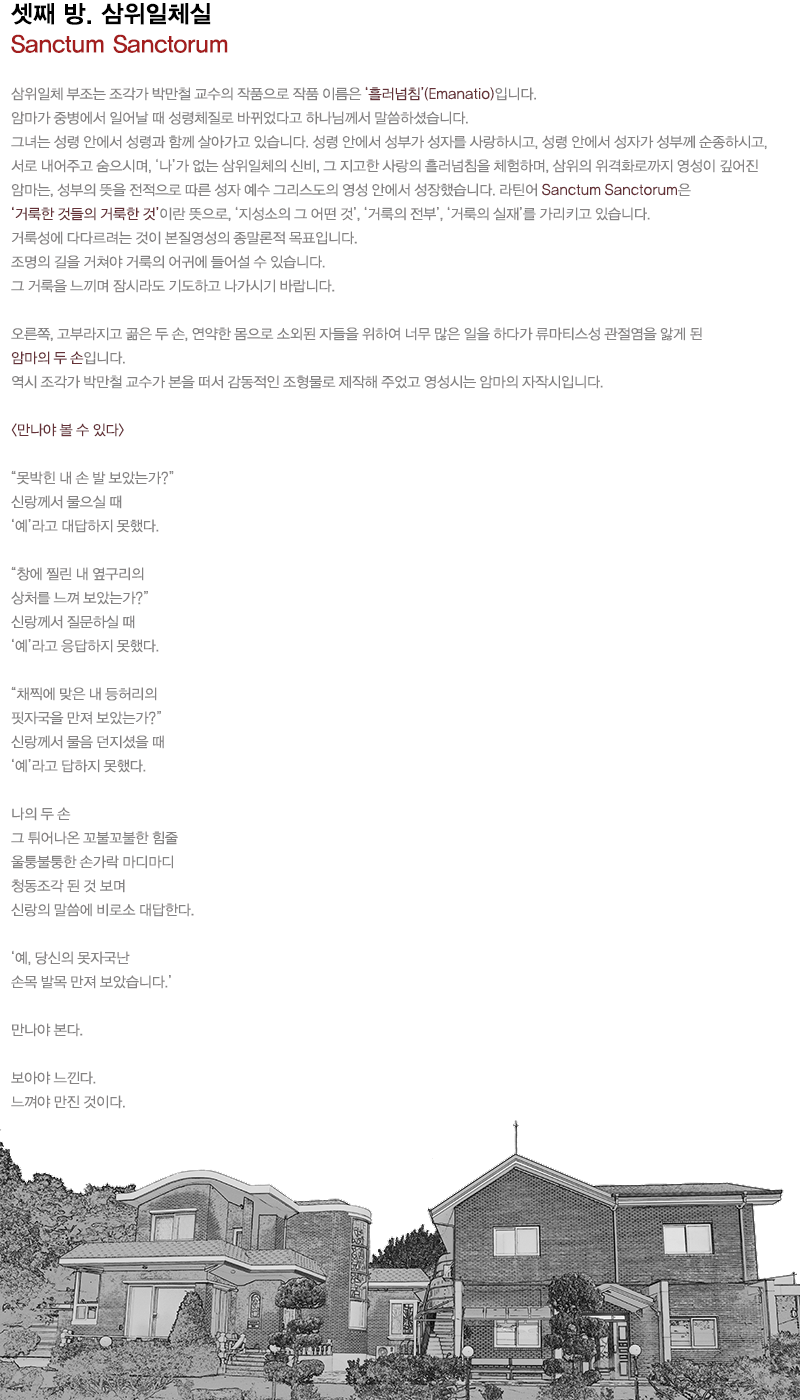 셋째 방. 삼위일체실
Sanctum Sanctorum
삼위일체 부조는 조각가 박만철 교수의 작품으로 작품 이름은 ‘흘러넘침’(Emanatio)입니다.
암마가 중병에서 일어날 때 성령체질로 바뀌었다고 하나님께서 말씀하셨습니다.
그녀는 성령 안에서 성령과 함께 살아가고 있습니다. 성령 안에서 성부가 성자를 사랑하시고, 성령 안에서 성자가 성부께 순종하시고,
서로 내어주고 숨으시며, ‘나’가 없는 삼위일체의 신비, 그 지고한 사랑의 흘러넘침을 체험하며, 삼위의 위격화로까지 영성이 깊어진
암마는, 성부의 뜻을 전적으로 따른 성자 예수 그리스도의 영성 안에서 성장했습니다. 라틴어 Sanctum Sanctorum은
‘거룩한 것들의 거룩한 것’이란 뜻으로, ‘지성소의 그 어떤 것’, ‘거룩의 전부’, ‘거룩의 실재’를 가리키고 있습니다.
거룩성에 다다르려는 것이 본질영성의 종말론적 목표입니다.
조명의 길을 거쳐야 거룩의 어귀에 들어설 수 있습니다.
그 거룩을 느끼며 잠시라도 기도하고 나가시기 바랍니다.
오른쪽, 고부라지고 곪은 두 손, 연약한 몸으로 소외된 자들을 위하여 너무 많은 일을 하다가 류마티스성 관절염을 앓게 된
암마의 두 손입니다.
역시 조각가 박만철 교수가 본을 떠서 감동적인 조형물로 제작해 주었고 영성시는 암마의 자작시입니다.
〈만나야 볼 수 있다〉
“못박힌 내 손 발 보았는가?”
신랑께서 물으실 때
‘예’라고 대답하지 못했다.
“창에 찔린 내 옆구리의
상처를 느껴 보았는가?”
신랑께서 질문하실 때
‘예’라고 응답하지 못했다.
“채찍에 맞은 내 등허리의
핏자국을 만져 보았는가?”
신랑께서 물음 던지셨을 때
‘예’라고 답하지 못했다.
나의 두 손
그 튀어나온 꼬불꼬불한 힘줄
울퉁불퉁한 손가락 마디마디
청동조각 된 것 보며
신랑의 말씀에 비로소 대답한다.
‘예, 당신의 못자국난
손목 발목 만져 보았습니다.’
만나야 본다.
보아야 느낀다.
느껴야 만진 것이다.